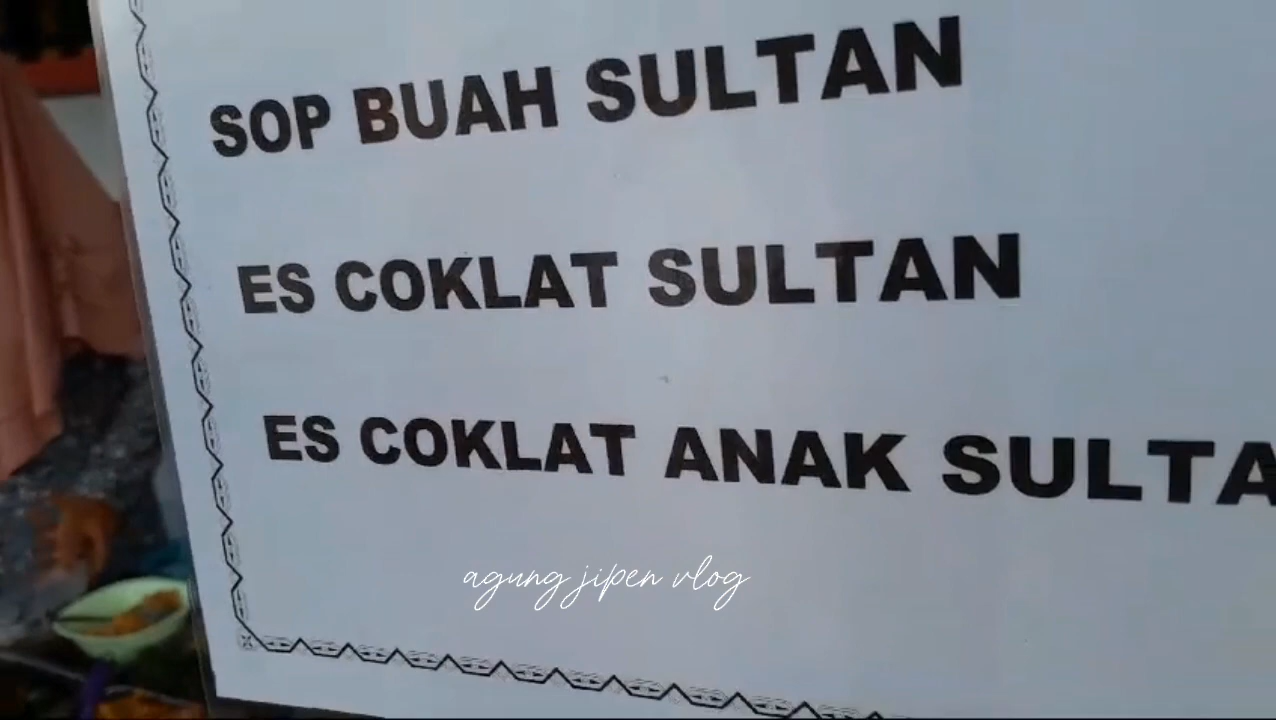 SOP BUAH SULTAN
ES COKLAT SULTAN
ES COKLAT ANAK SULTA
agung jipen vlog